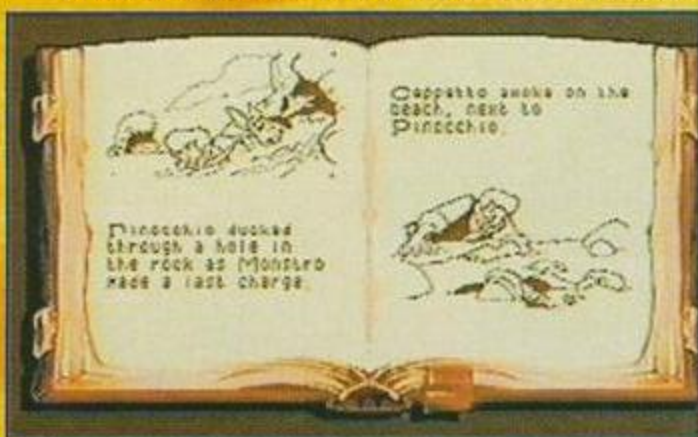 Pinocchio ducked
through a hole in
the rock as Monstro
made a last charge.
Geppetto awoke on the
beach, next to
Pinocchio.